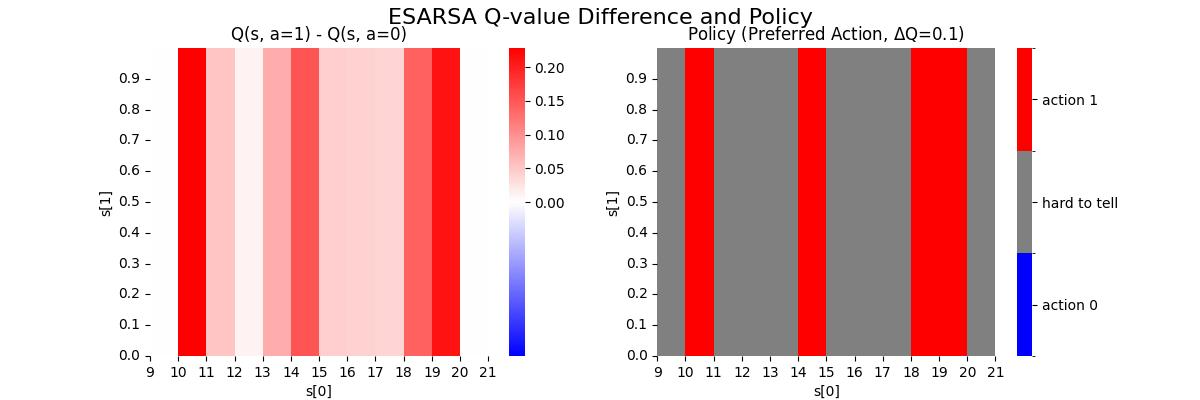 ESARSA Q-value Difference and Policy
Q(s, a=1) - Q(s, a=0)
0.9
0.8
0.7
0.6
0.5
0.4
0.3
0.2
0.1
0.0
s[1]
9 10 11 12 13 14 15 16 17 18 19 20 21
s[0]
0.20
0.15
0.10
0.05
0.00
Policy (Preferred Action, ΔQ=0.1)
0.9
0.8
0.7
0.6
0.5
0.4
0.3
0.2
0.1
0.0
s[1]
9 10 11 12 13 14 15 16 17 18 19 20 21
s[0]
action 1
hard to tell
action 0